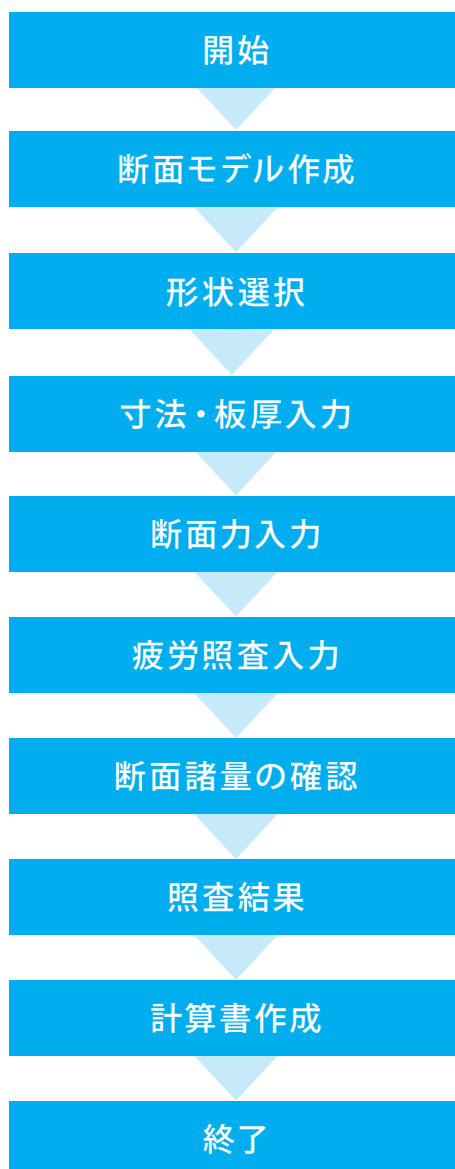 開始
断面モデル作成
形状選択
寸法・板厚入力
断面力入力
疲労照査入力
断面諸量の確認
照査結果
計算書作成
終了